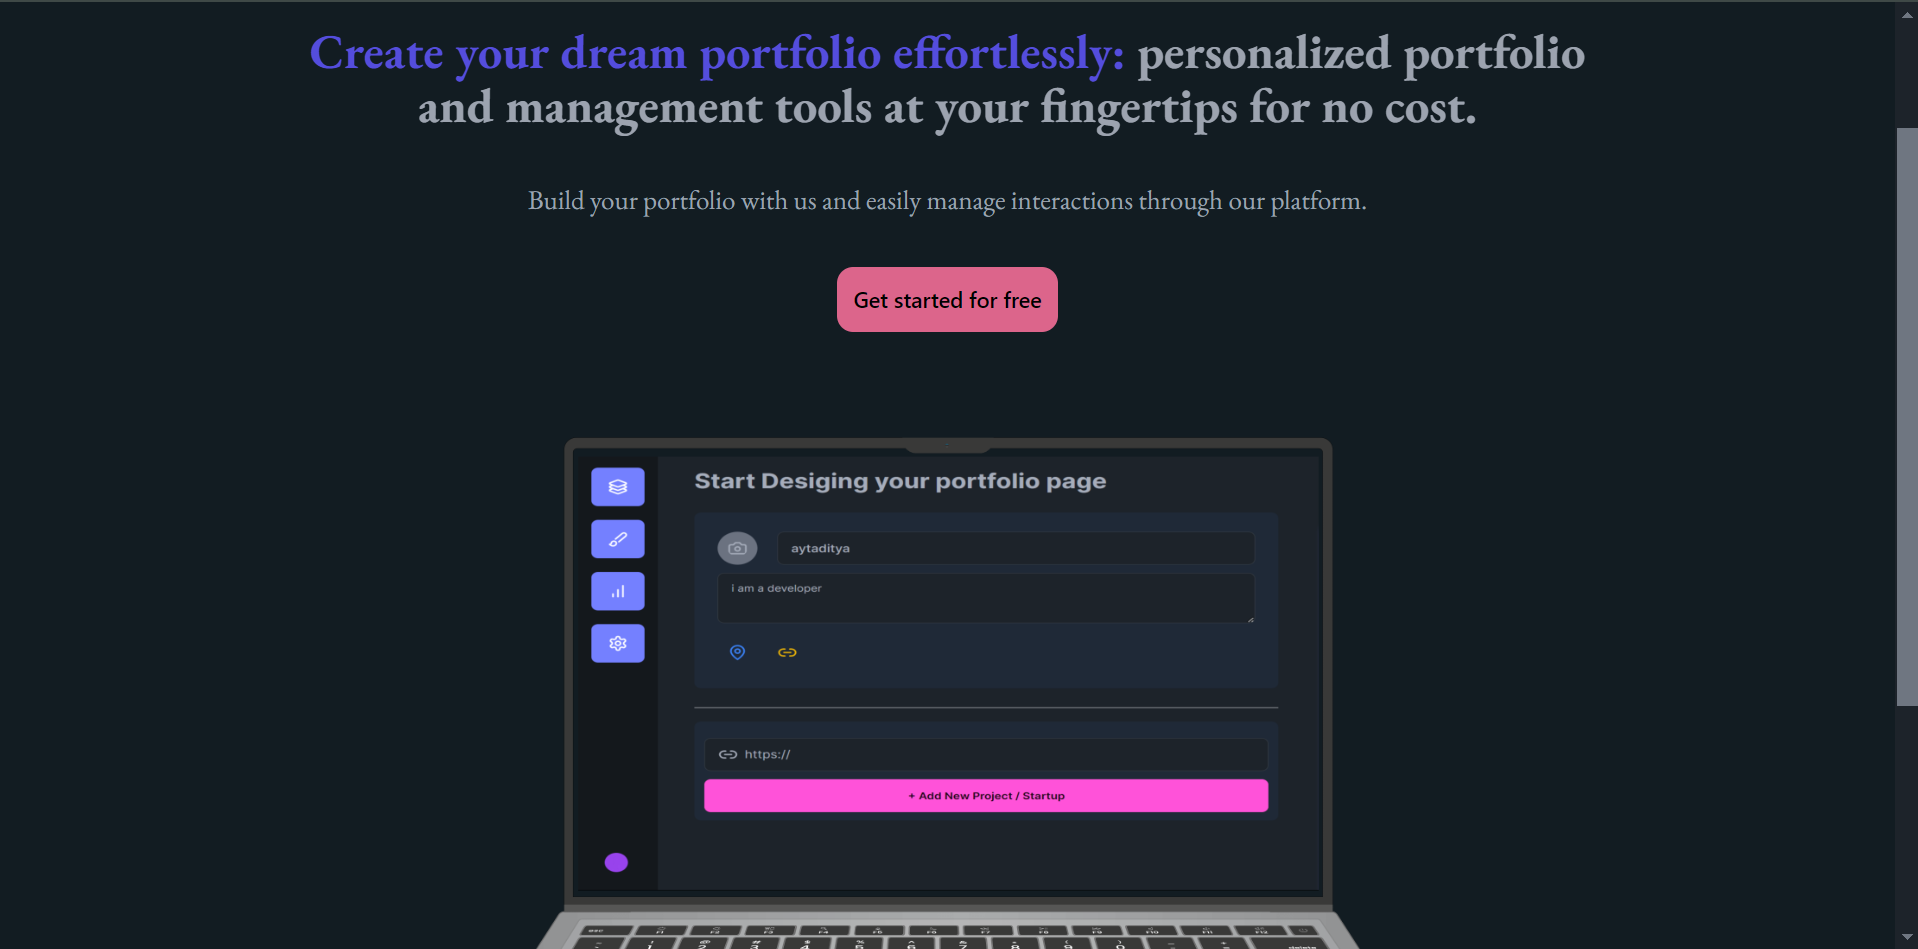 Create your dream portfolio effortlessly: personalized portfolio
and management tools at your fingertips for no cost.
Build your portfolio with us and easily manage interactions through our platform.
Get started for free
Start Desiging your portfolio page
aytaditya
i am a developer
https://
+ Add New Project / Startup
esc
delete